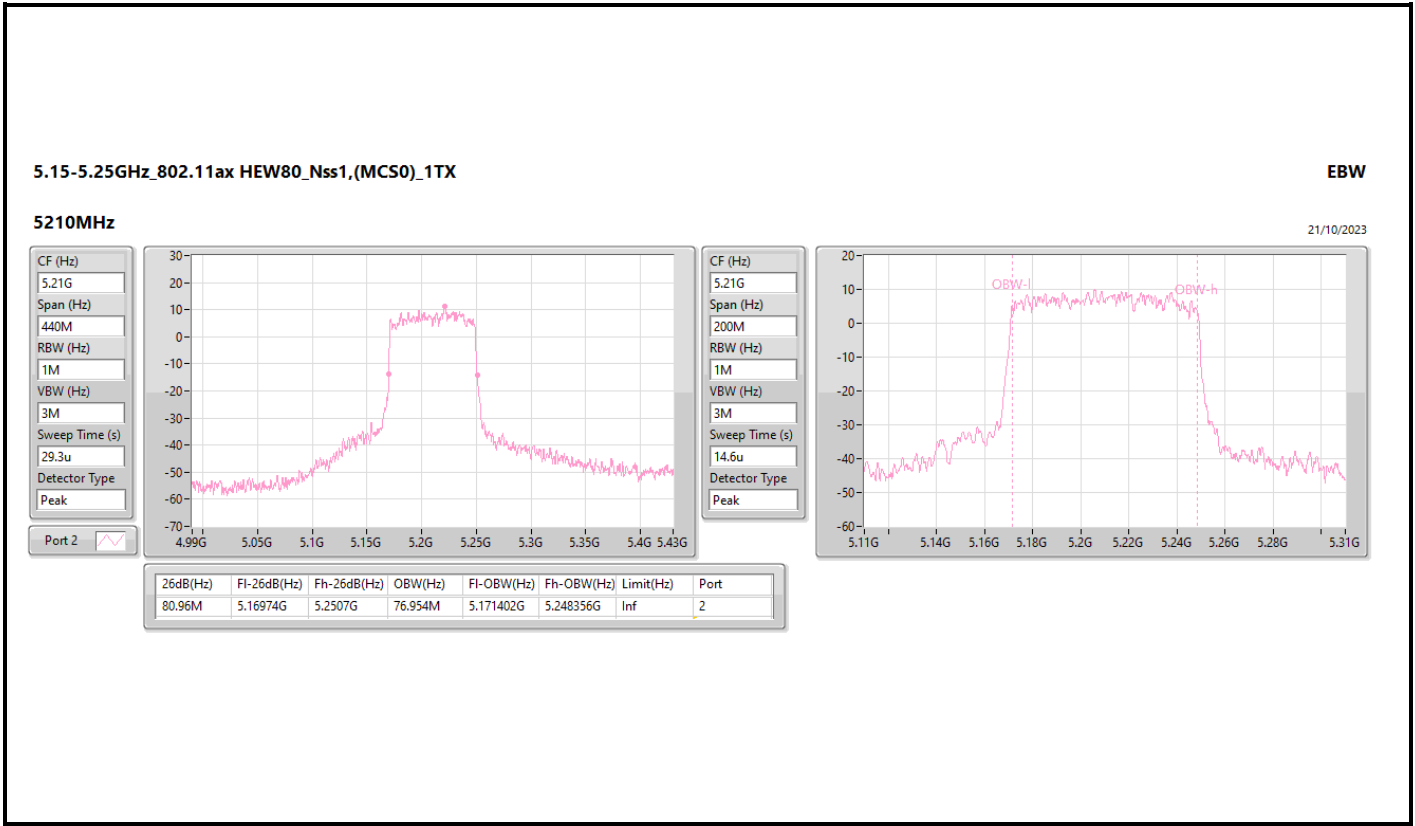 5.15-5.25GHz_802.11ax HEW80_Nss1,(MCS0)_1TX
EBW
5210MHz
21/10/2023
CF (Hz)
5.21G
Span (Hz)
440M
RBW (Hz)
1M
VBW (Hz)
3M
Sweep Time (s)
29.3u
Detector Type
Peak
Port 2
30
20
10
0
-10
-20
-30
-40
-50
-60
-70
4.99G 5.05G 5.1G 5.15G 5.2G 5.25G 5.3G 5.35G 5.4G 5.43G
CF (Hz)
5.21G
Span (Hz)
200M
RBW (Hz)
1M
VBW (Hz)
3M
Sweep Time (s)
14.6u
Detector Type
Peak
20
10
0
-10
-20
-30
-40
-50
-60
OBW-l
OBW-h
5.11G 5.14G 5.16G 5.18G 5.2G 5.22G 5.24G 5.26G 5.28G 5.31G
26dB(Hz) Fl-26dB(Hz) Fh-26dB(Hz) OBW(Hz) Fl-OBW(Hz) Fh-OBW(Hz) Limit(Hz) Port
80.96M 5.16974G 5.2507G 76.954M 5.171402G 5.248356G Inf 2